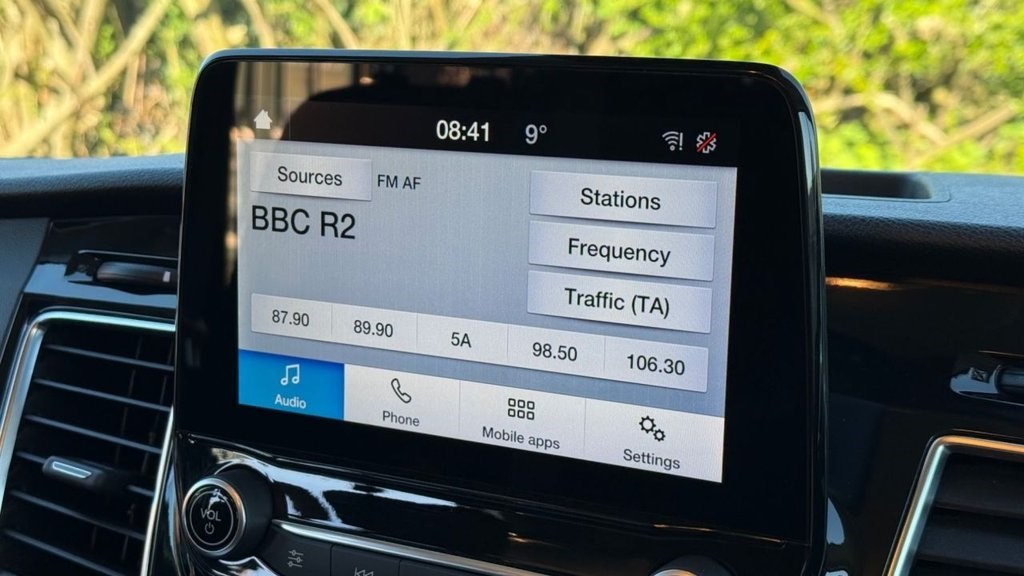 08:41 9°
Sources FM AF
BBC R2
Stations
Frequency
Traffic (TA)
87.90 89.90 5A 98.50 106.30
Audio Phone Mobile apps Settings
VOL